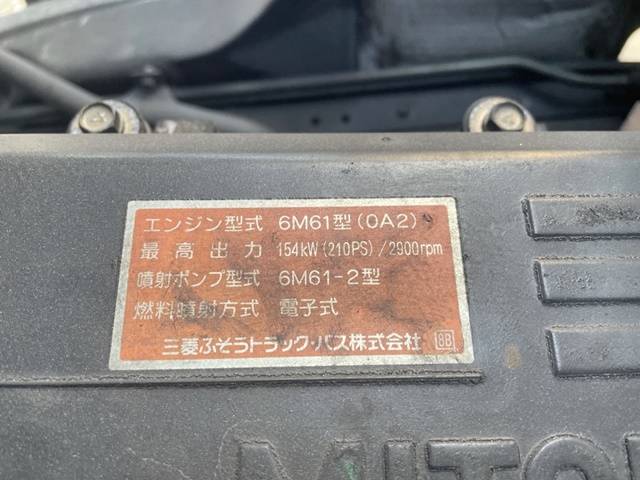 エンジン型式 6M61型(0A2)
最高出力 154kW(210PS)/2900rpm
噴射ポンプ型式 6M61-2型
燃料噴射方式 電子式
三菱ふそうトラック・バス株式会社 8B